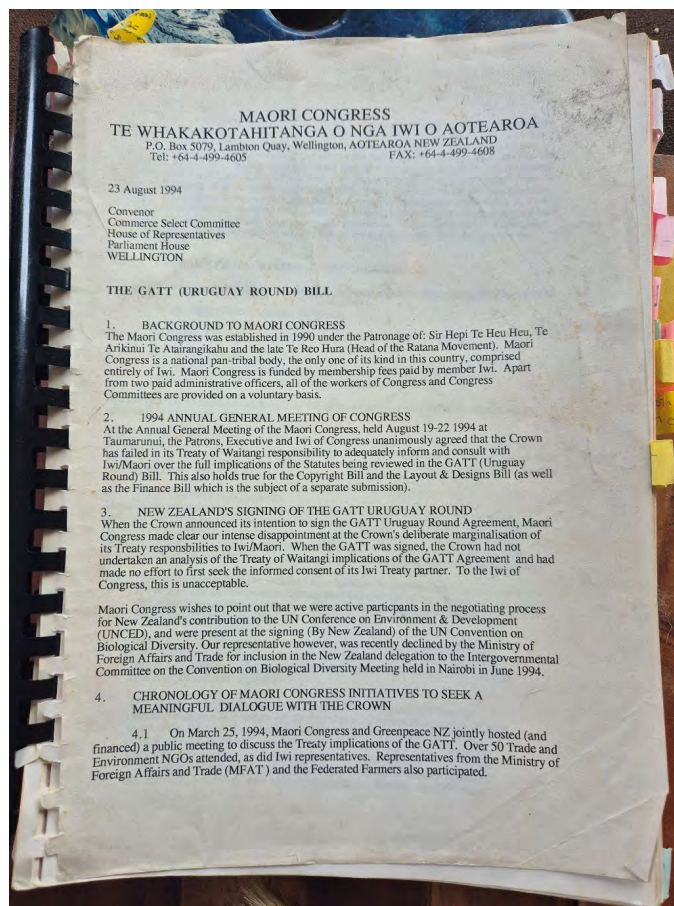 MAORI CONGRESS
TE WHAKAKOTAHITANGA O NGA IWI O AOTEAROA
P.O. Box 5079, Lambton Quay, Wellington, AOTEAROA NEW ZEALAND
Tel: +64-4-499-4605 FAX: +64-4-499-4608
23 August 1994
Convenor
Commerce Select Committee
House of Representatives
Parliament House
WELLINGTON
THE GATT (URUGUAY ROUND) BILL
1. BACKGROUND TO MAORI CONGRESS
The Maori Congress was established in 1990 under the Patronage of: Sir Hepi Te Heu Heu, Te
Arikinui Te Atairangikahu and the late Te Reo Hura (Head of the Ratana Movement). Maori
Congress is a national pan-tribal body, the only one of its kind in this country, comprised
entirely of Iwi. Maori Congress is funded by membership fees paid by member Iwi. Apart
from two paid administrative officers, all of the workers of Congress and Congress
Committees are provided on a voluntary basis.
2. 1994 ANNUAL GENERAL MEETING OF CONGRESS
At the Annual General Meeting of the Maori Congress, held August 19-22 1994 at
Taumarunui, the Patrons, Executive and Iwi of Congress unanimously agreed that the Crown
has failed in its Treaty of Waitangi responsibility to adequately inform and consult with
Iwi/Maori over the full implications of the Statutes being reviewed in the GATT (Uruguay
Round) Bill. This also holds true for the Copyright Bill and the Layout & Designs Bill (as well
as the Finance Bill which is the subject of a separate submission).
3. NEW ZEALAND'S SIGNING OF THE GATT URUGUAY ROUND
When the Crown announced its intention to sign the GATT Uruguay Round Agreement, Maori
Congress made clear our intense disappointment at the Crown's deliberate marginalisation of
its Treaty responsbilities to Iwi/Maori. When the GATT was signed, the Crown had not
undertaken an analysis of the Treaty of Waitangi implications of the GATT Agreement and had
made no effort to first seek the informed consent of its Iwi Treaty partner. To the Iwi of
Congress, this is unacceptable.
Maori Congress wishes to point out that we were active particpants in the negotiating process
for New Zealand's contribution to the UN Conference on Environment & Development
(UNCED), and were present at the signing (By New Zealand) of the UN Convention on
Biological Diversity. Our representative however, was recently declined by the Ministry of
Foreign Affairs and Trade for inclusion in the New Zealand delegation to the Intergovernmental
Committee on the Convention on Biological Diversity Meeting held in Nairobi in June 1994.
4. CHRONOLOGY OF MAORI CONGRESS INITIATIVES TO SEEK A
MEANINGFUL DIALOGUE WITH THE CROWN
4.1 On March 25, 1994, Maori Congress and Greenpeace NZ jointly hosted (and
financed) a public meeting to discuss the Treaty implications of the GATT. Over 50 Trade and
Environment NGOs attended, as did Iwi representatives. Representatives from the Ministry of
Foreign Affairs and Trade (MFAT ) and the Federated Farmers also participated.